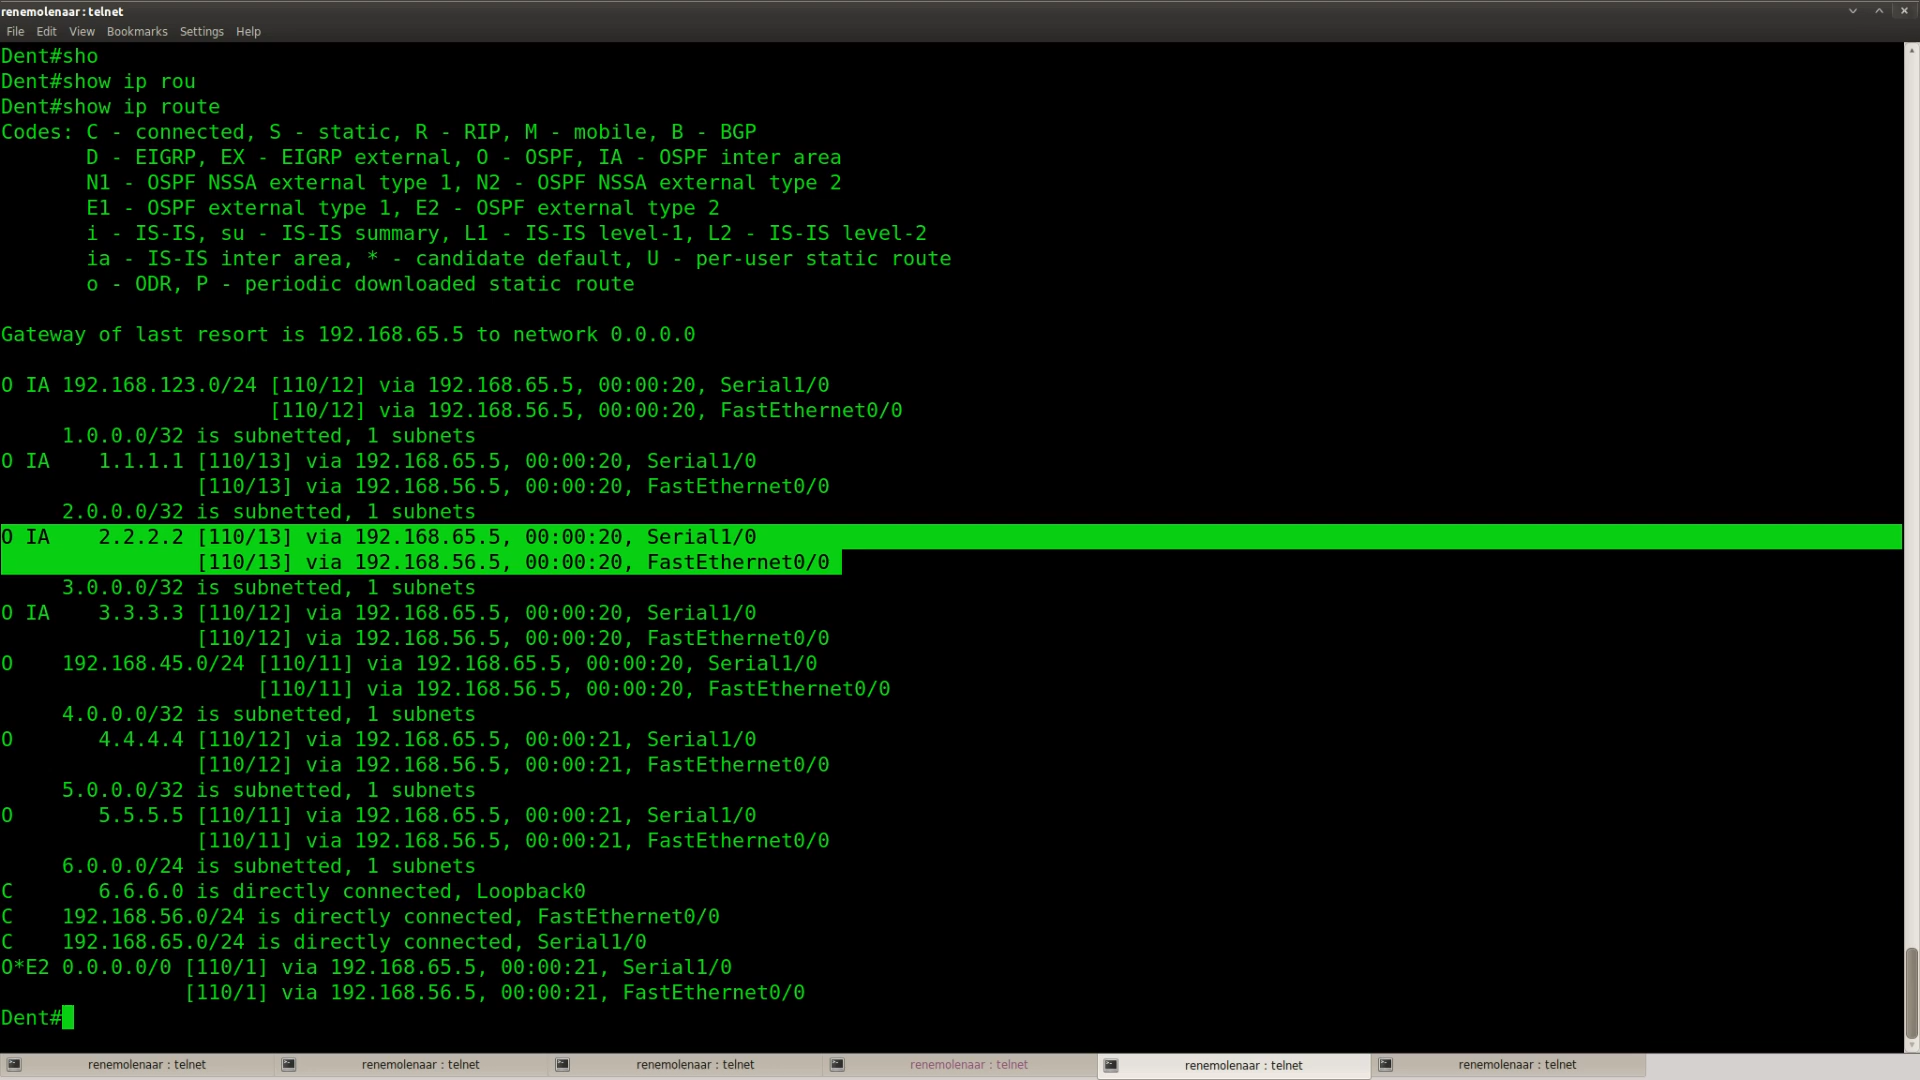 renemolenaar : telnet
File Edit View Bookmarks Settings Help
Dent#sho
Dent#show ip rou
Dent#show ip route
Codes: C - connected, S - static, R - RIP, M - mobile, B - BGP
       D - EIGRP, EX - EIGRP external, O - OSPF, IA - OSPF inter area
       N1 - OSPF NSSA external type 1, N2 - OSPF NSSA external type 2
       E1 - OSPF external type 1, E2 - OSPF external type 2
       i - IS-IS, su - IS-IS summary, L1 - IS-IS level-1, L2 - IS-IS level-2
       ia - IS-IS inter area, * - candidate default, U - per-user static route
       o - ODR, P - periodic downloaded static route
Gateway of last resort is 192.168.65.5 to network 0.0.0.0
O IA 192.168.123.0/24 [110/12] via 192.168.65.5, 00:00:20, Serial1/0
                      [110/12] via 192.168.56.5, 00:00:20, FastEthernet0/0
     1.0.0.0/32 is subnetted, 1 subnets
O IA    1.1.1.1 [110/13] via 192.168.65.5, 00:00:20, Serial1/0
                [110/13] via 192.168.56.5, 00:00:20, FastEthernet0/0
     2.0.0.0/32 is subnetted, 1 subnets
O IA    2.2.2.2 [110/13] via 192.168.65.5, 00:00:20, Serial1/0
                [110/13] via 192.168.56.5, 00:00:20, FastEthernet0/0
     3.0.0.0/32 is subnetted, 1 subnets
O IA    3.3.3.3 [110/12] via 192.168.65.5, 00:00:20, Serial1/0
                [110/12] via 192.168.56.5, 00:00:20, FastEthernet0/0
O    192.168.45.0/24 [110/11] via 192.168.65.5, 00:00:20, Serial1/0
                     [110/11] via 192.168.56.5, 00:00:20, FastEthernet0/0
     4.0.0.0/32 is subnetted, 1 subnets
O       4.4.4.4 [110/12] via 192.168.65.5, 00:00:21, Serial1/0
                [110/12] via 192.168.56.5, 00:00:21, FastEthernet0/0
     5.0.0.0/32 is subnetted, 1 subnets
O       5.5.5.5 [110/11] via 192.168.65.5, 00:00:21, Serial1/0
                [110/11] via 192.168.56.5, 00:00:21, FastEthernet0/0
     6.0.0.0/24 is subnetted, 1 subnets
C       6.6.6.0 is directly connected, Loopback0
C    192.168.56.0/24 is directly connected, FastEthernet0/0
C    192.168.65.0/24 is directly connected, Serial1/0
O*E2 0.0.0.0/0 [110/1] via 192.168.65.5, 00:00:21, Serial1/0
               [110/1] via 192.168.56.5, 00:00:21, FastEthernet0/0
Dent#
renemolenaar : telnet renemolenaar : telnet renemolenaar : telnet renemolenaar : telnet renemolenaar : telnet renemolenaar : telnet